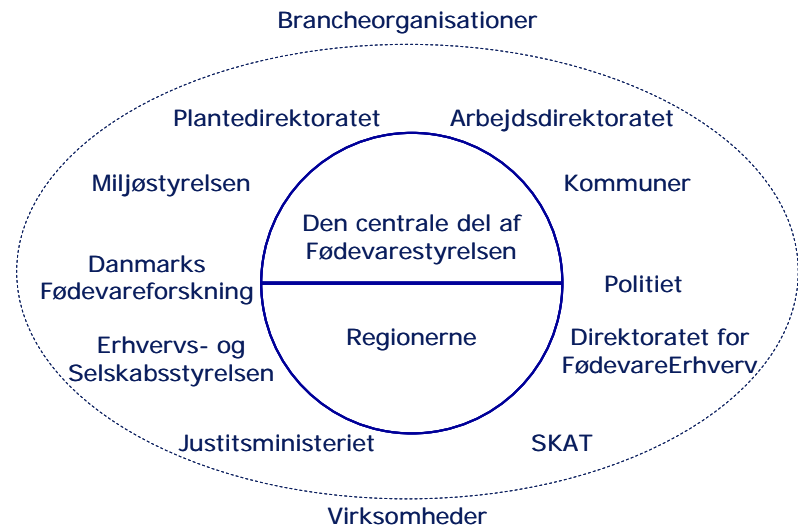 Brancheorganisationer
Plantedirektoratet
Arbejdsdirektoratet
Miljøstyrelsen
Kommuner
Den centrale del af
Fødevarestyrelsen
Danmarks
Fødevareforskning
Politiet
Regionerne
Direktoratet for
FødevareErhverv
Erhvervs- og
Selskabsstyrelsen
Justitsministeriet
SKAT
Virksomheder